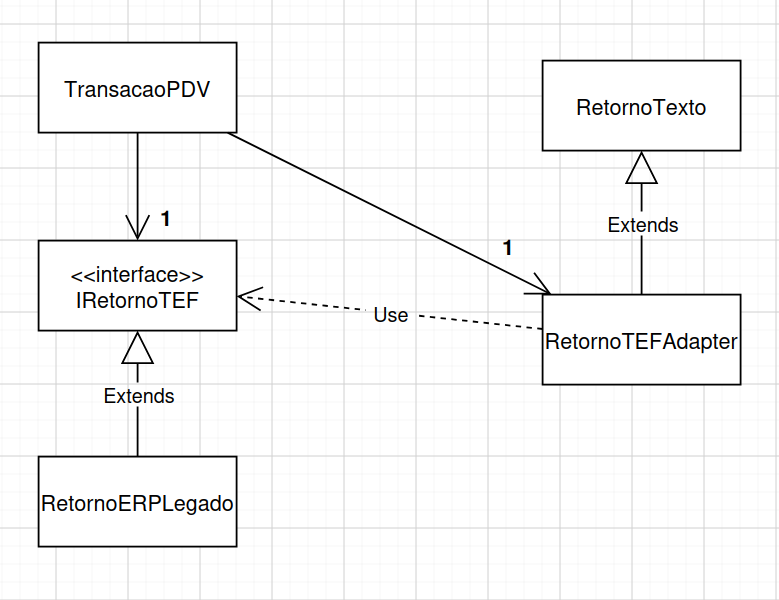 TransacaoPDV
RetornoTexto
1
1
Extends
<<interface>>
IRetornoTEF
Use
RetornoTEFAdapter
Extends
RetornoERPLegado